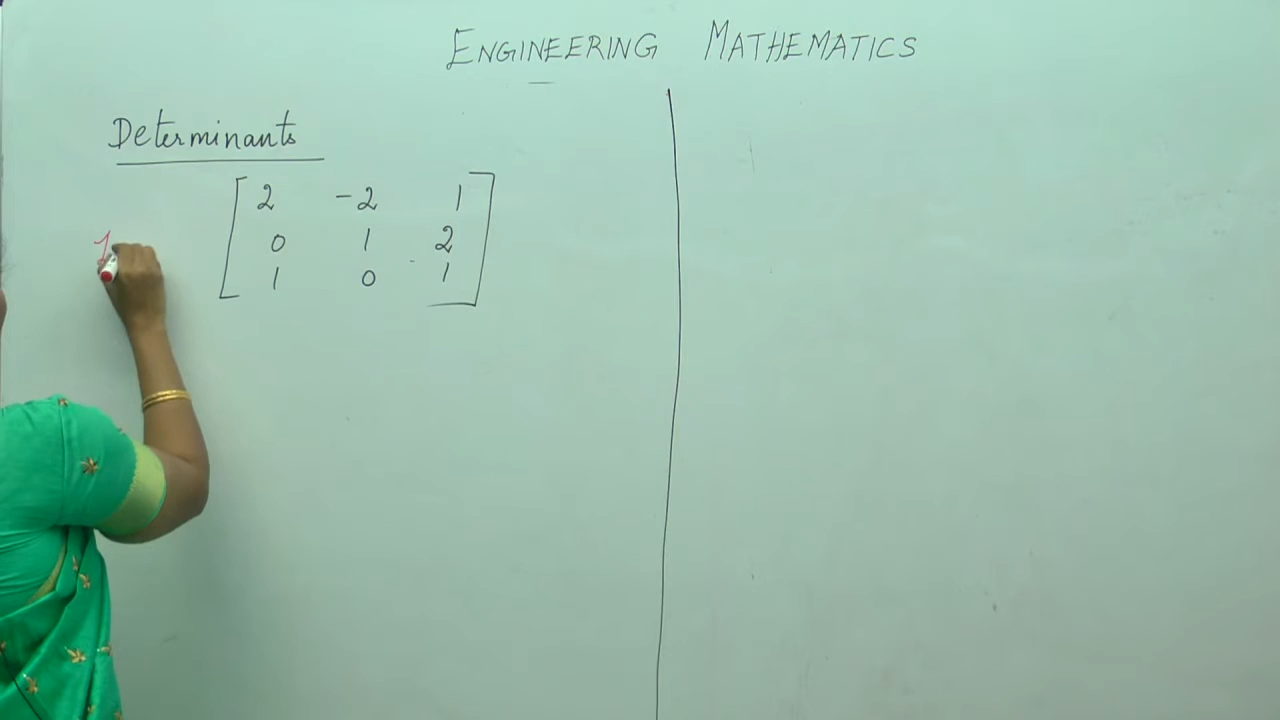 ENGINEERING MATHEMATICS
Determinants
2 -2 1
0 1 2
1 0 1